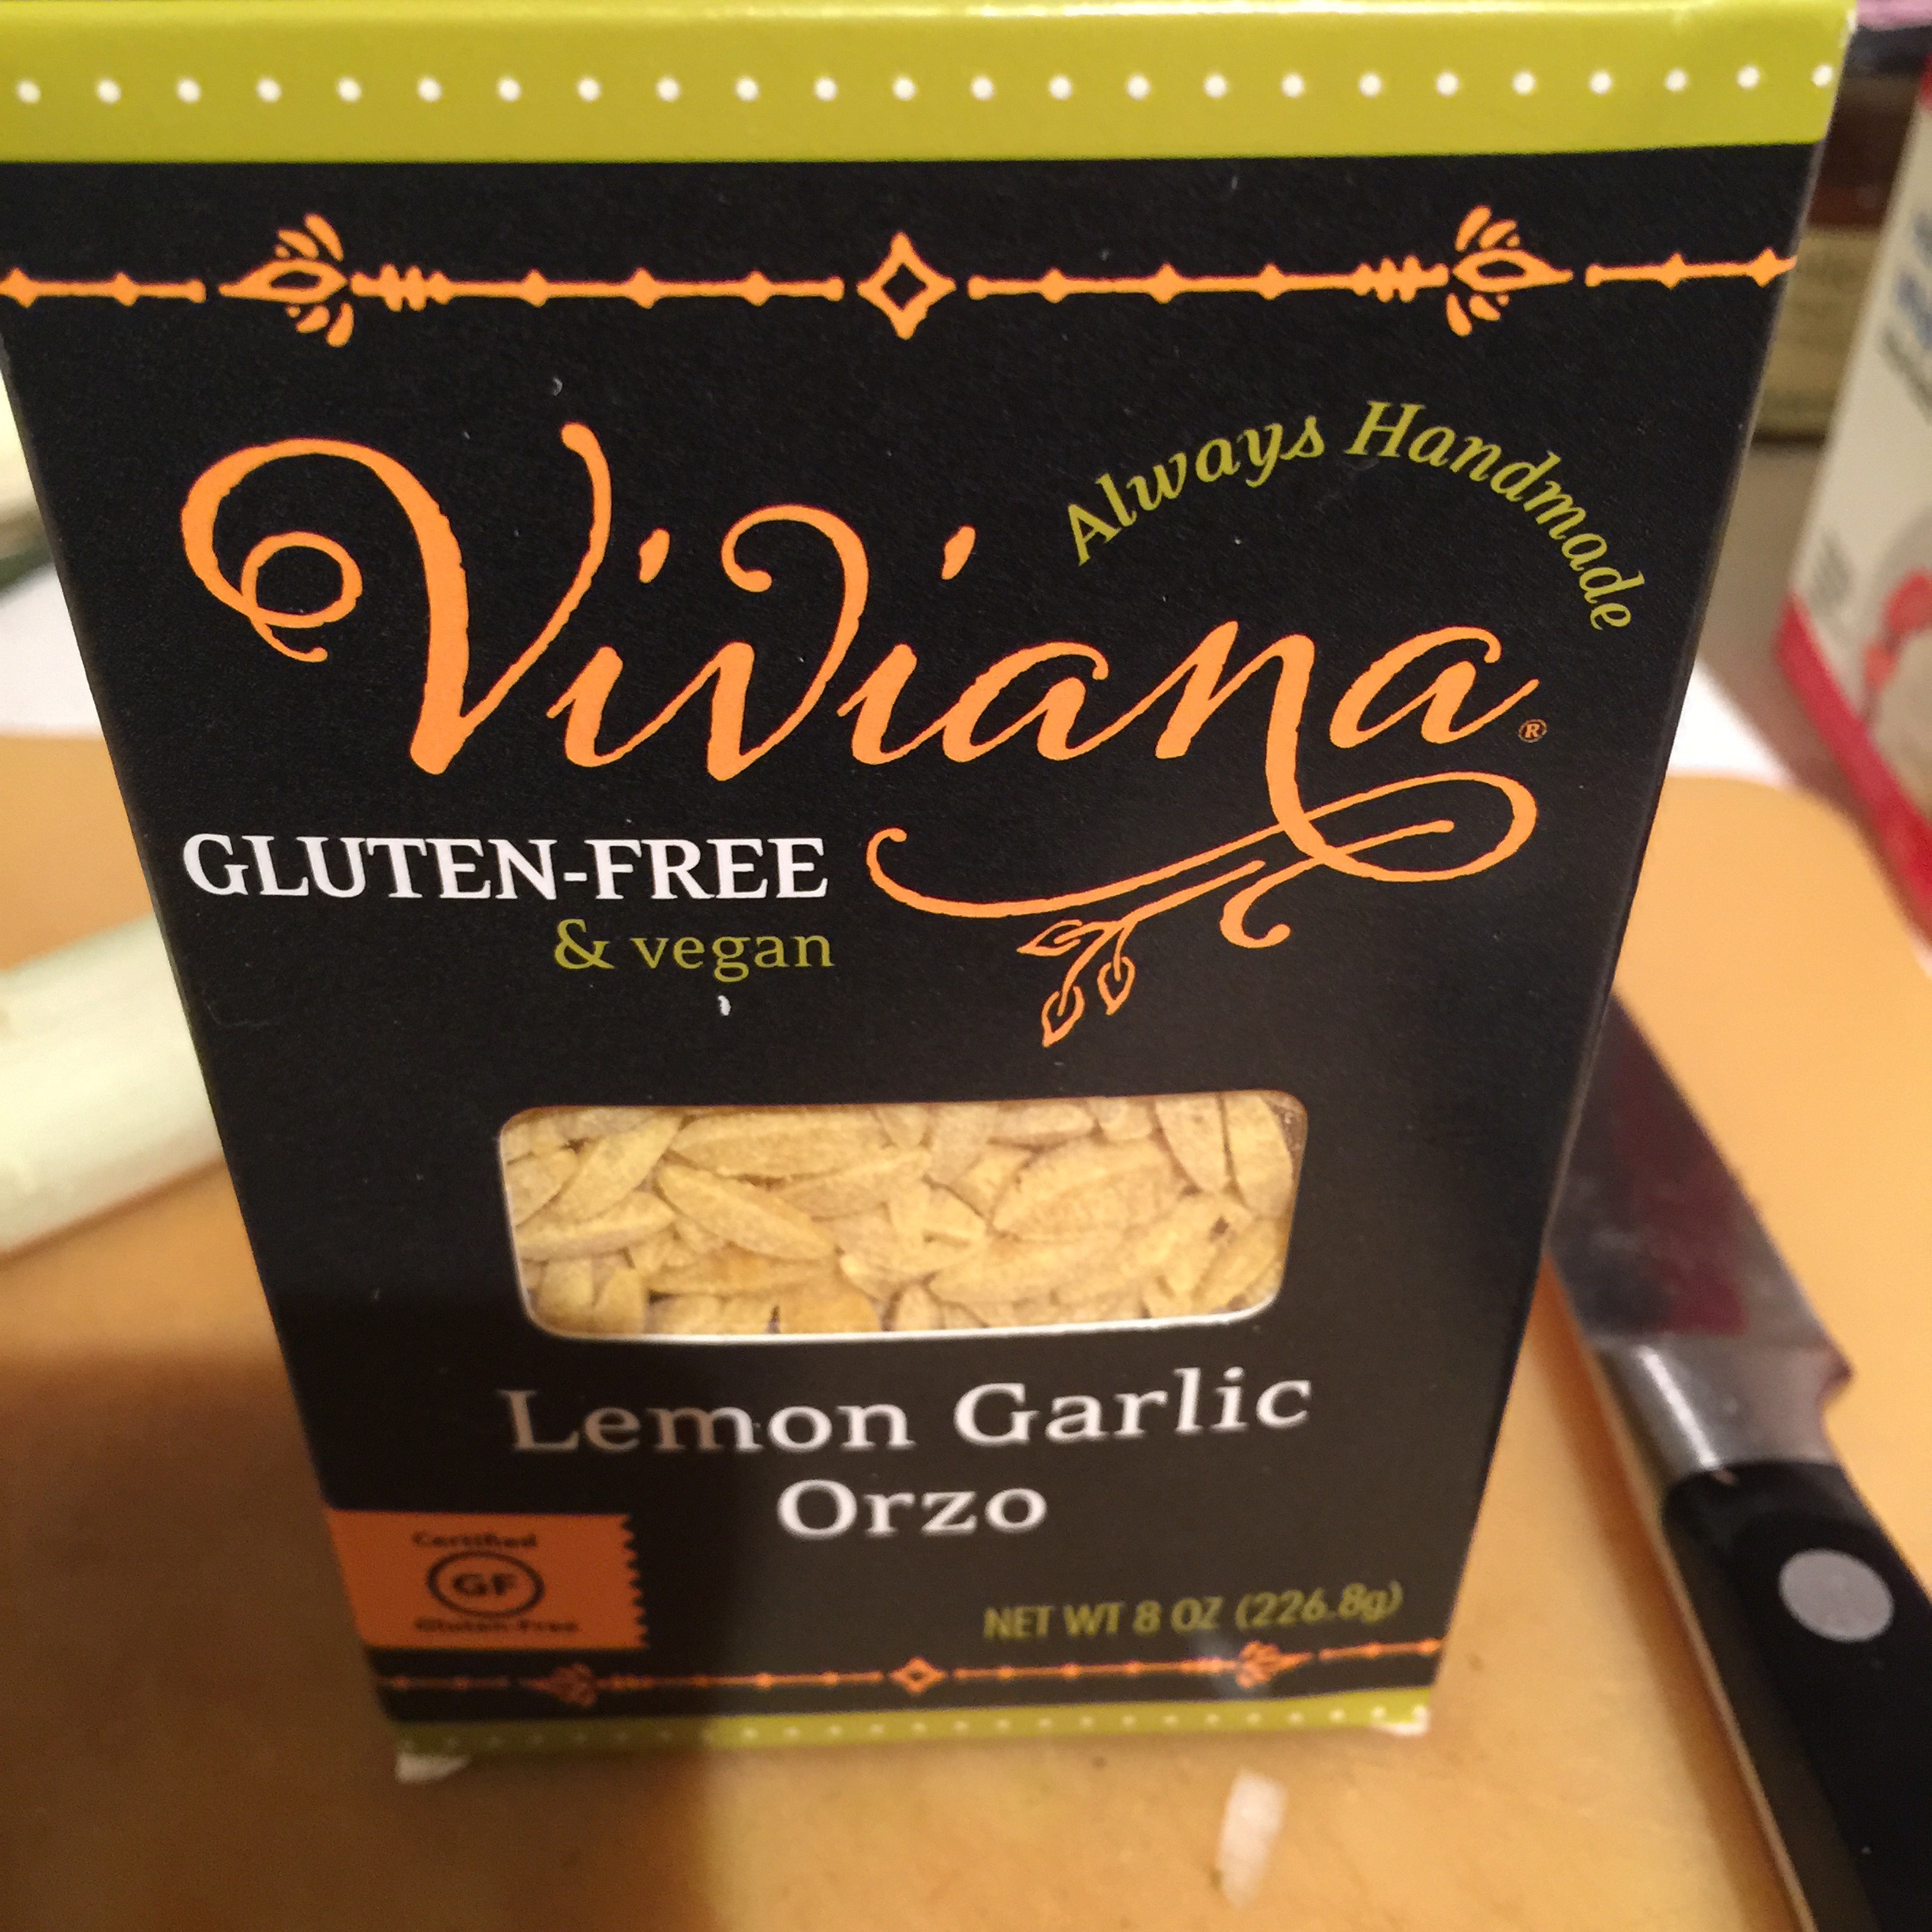 Always Handmade
Viviana®
GLUTEN-FREE
& vegan
Lemon Garlic
Orzo
Certified
GF
Gluten-Free
NET WT 8 OZ (226.8g)